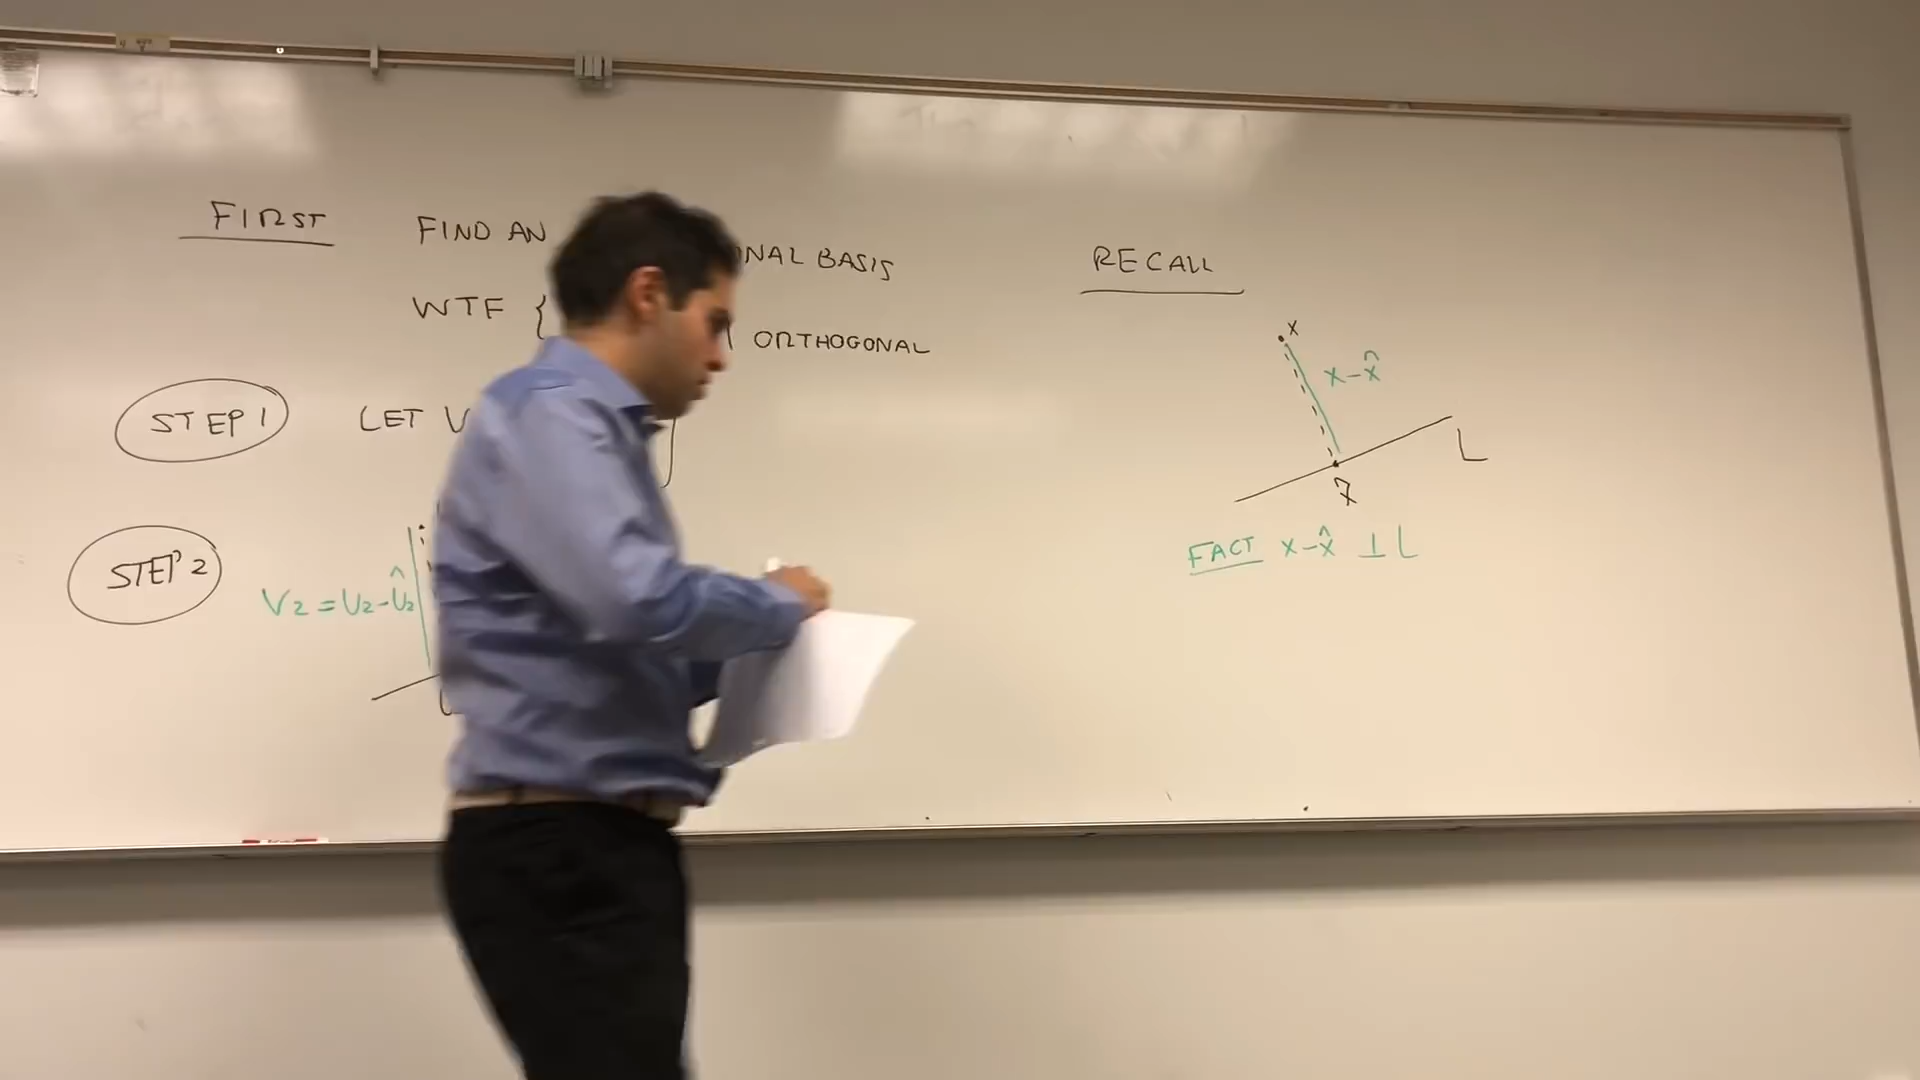 FIRST FIND AN
NAL BASIS
WTF {
ORTHOGONAL
STEP 1 LET V
STEP 2
V2 = U2 - Û2
RECALL
x
x - x̂
L
x̂
FACT x - x̂ ⊥ L